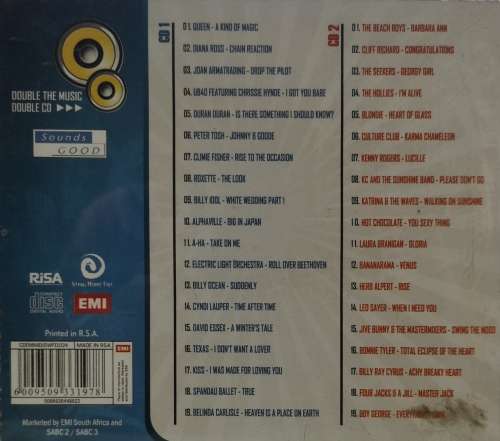 DOUBLE THE MUSIC
DOUBLE CD ►►►
Sounds
GOOD
RiSA
COMPACT
disc
DIGITAL AUDIO
EMI
Printed in R.S.A.
MADE IN RSA
EMI
6009509331978
Marketed by EMI South Africa and
SABC 2 / SABC 3
CD 1
01. QUEEN - A KIND OF MAGIC
02. DIANA ROSS - CHAIN REACTION
03. JOAN ARMATRADING - DROP THE PILOT
04. UB40 FEATURING CHRISSIE HYNDE - I GOT YOU BABE
05. DURAN DURAN - IS THERE SOMETHING I SHOULD KNOW?
06. PETER TOSH - JOHNNY B GOODE
07. CLIMIE FISHER - RISE TO THE OCCASION
08. ROXETTE - THE LOOK
09. BILLY IDOL - WHITE WEDDING PART 1
10. ALPHAVILLE - BIG IN JAPAN
11. A-HA - TAKE ON ME
12. ELECTRIC LIGHT ORCHESTRA - ROLL OVER BEETHOVEN
13. BILLY OCEAN - SUDDENLY
14. CYNDI LAUPER - TIME AFTER TIME
15. DAVID ESSEX - A WINTER'S TALE
16. TEXAS - I DON'T WANT A LOVER
17. KISS - I WAS MADE FOR LOVING YOU
18. SPANDAU BALLET - TRUE
19. BELINDA CARLISLE - HEAVEN IS A PLACE ON EARTH
CD 2
01. THE BEACH BOYS - BARBARA ANN
02. CLIFF RICHARD - CONGRATULATIONS
03. THE SEEKERS - GEORGY GIRL
04. THE HOLLIES - I'M ALIVE
05. BLONDIE - HEART OF GLASS
06. CULTURE CLUB - KARMA CHAMELEON
07. KENNY ROGERS - LUCILLE
08. KC AND THE SUNSHINE BAND - PLEASE DON'T GO
09. KATRINA & THE WAVES - WALKING ON SUNSHINE
10. HOT CHOCOLATE - YOU SEXY THING
11. LAURA BRANIGAN - GLORIA
12. BANANARAMA - VENUS
13. HERB ALPERT - RISE
14. LEO SAYER - WHEN I NEED YOU
15. JIVE BUNNY & THE MASTERMIXERS - SWING THE MOOD
16. BONNIE TYLER - TOTAL ECLIPSE OF THE HEART
17. BILLY RAY CYRUS - ACHY BREAKY HEART
18. FOUR JACKS & A JILL - MASTER JACK
19. BOY GEORGE -